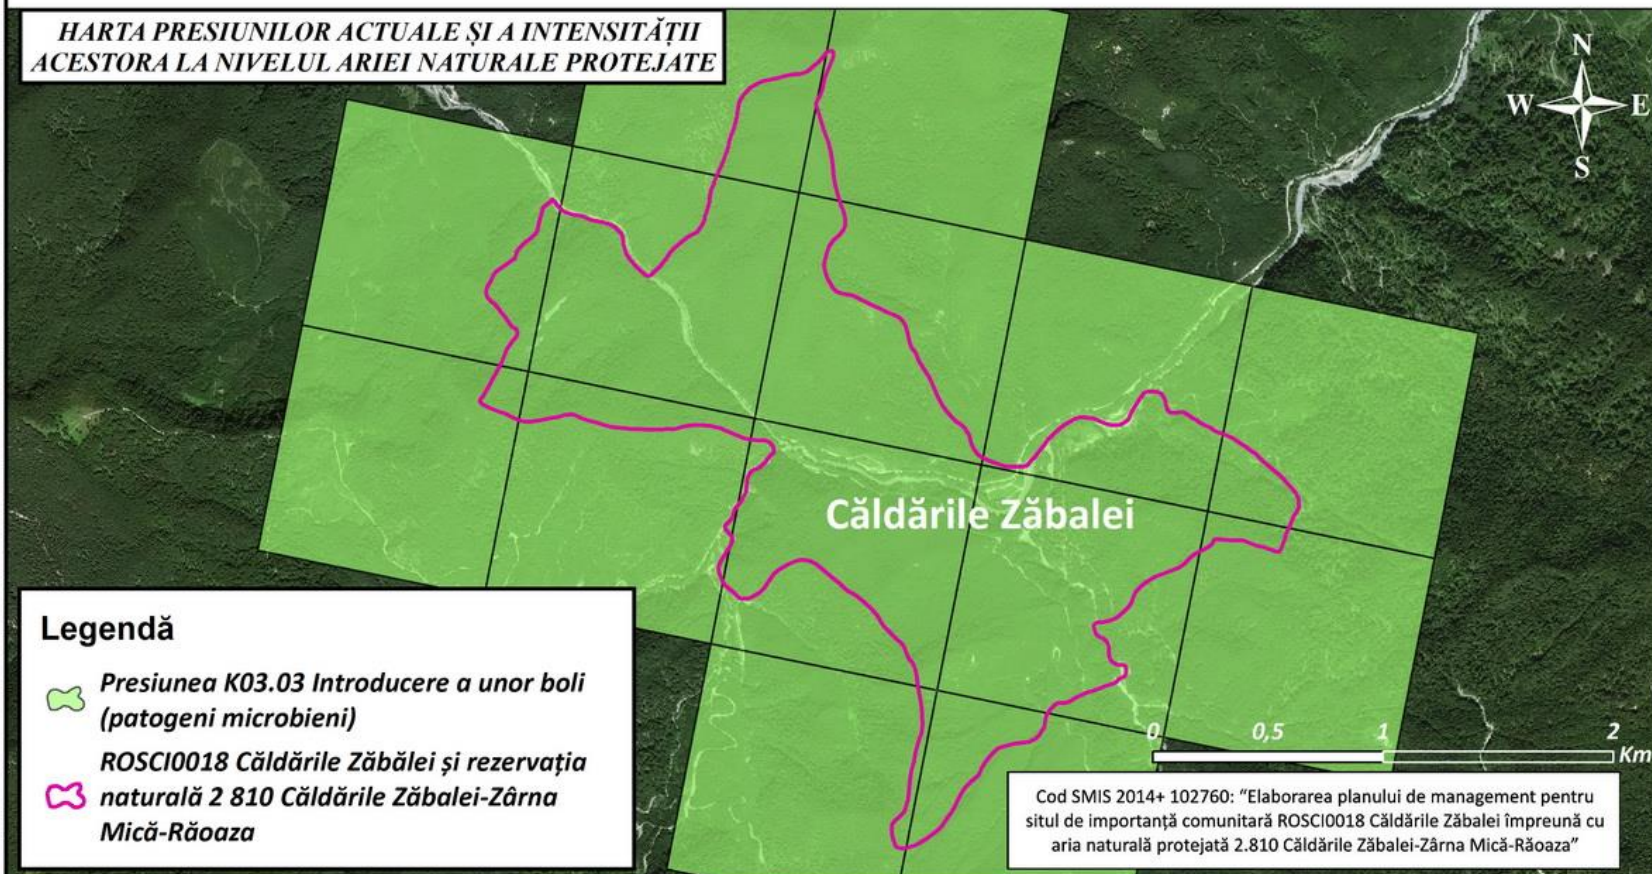 HARTA PRESIUNILOR ACTUALE ȘI A INTENSITĂȚII
ACESTORA LA NIVELUL ARIEI NATURALE PROTEJATE
N
W E
S
Căldările Zăbalei
Legendă
Presiunea K03.03 Introducere a unor boli
(patogeni microbieni)
ROSCI0018 Căldările Zăbălei și rezervația
naturală 2 810 Căldările Zăbalei-Zârna
Mică-Răoaza
0 0,5 1 2
Km
Cod SMIS 2014+ 102760: “Elaborarea planului de management pentru
situl de importanță comunitară ROSCI0018 Căldările Zăbalei împreună cu
aria naturală protejată 2.810 Căldările Zăbalei-Zârna Mică-Răoaza”